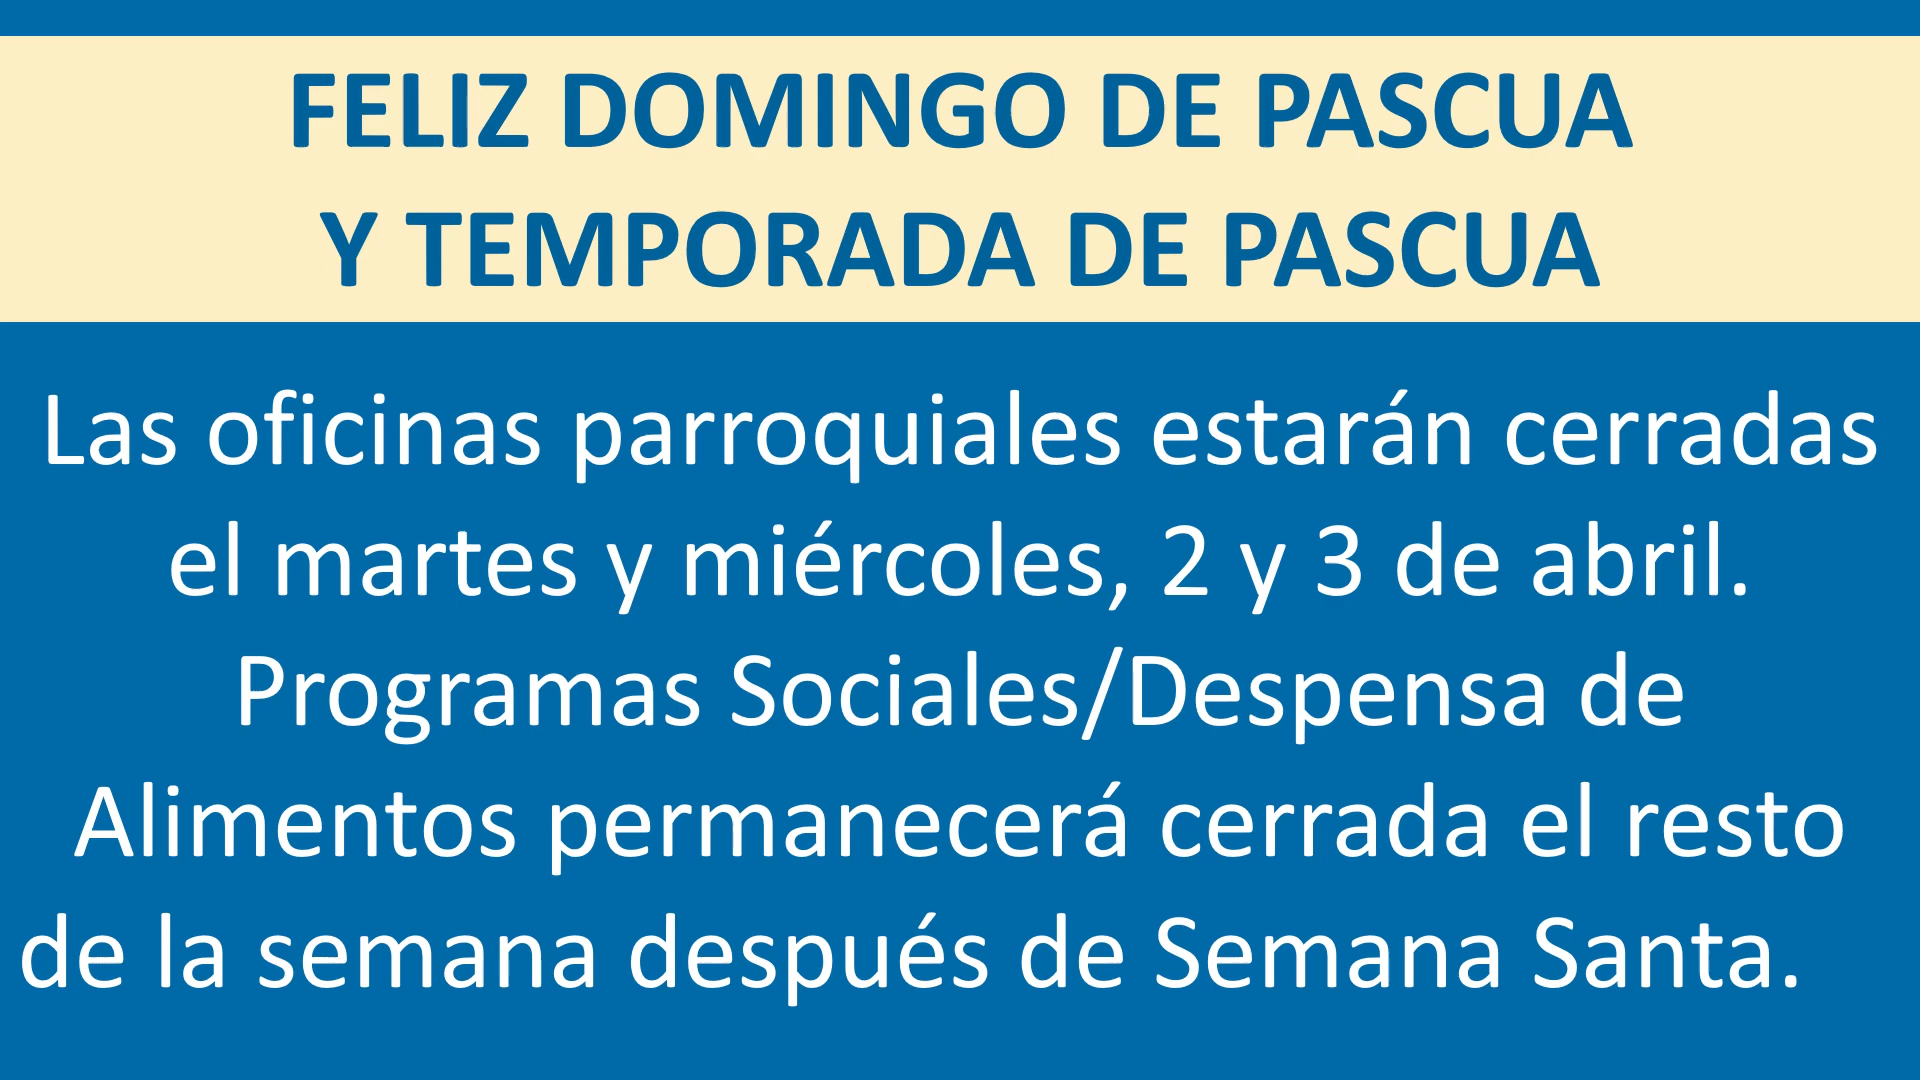 FELIZ DOMINGO DE PASCUA
Y TEMPORADA DE PASCUA
Las oficinas parroquiales estarán cerradas
el martes y miércoles, 2 y 3 de abril.
Programas Sociales/Despensa de
Alimentos permanecerá cerrada el resto
de la semana después de Semana Santa.